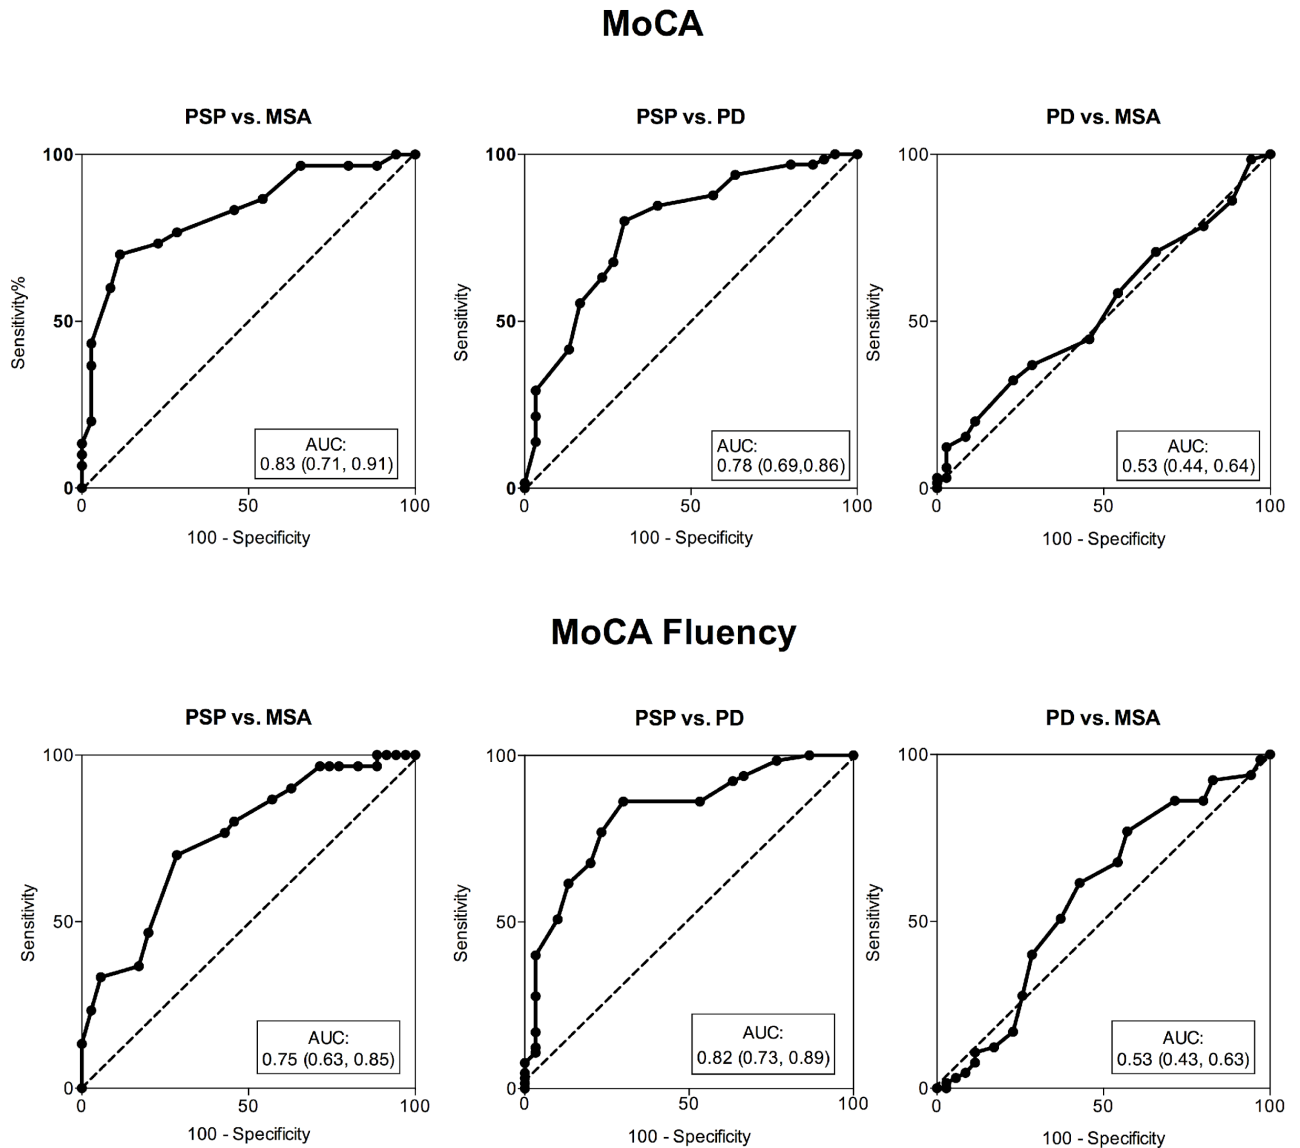 MoCA
PSP vs. MSA
100
50
0
0
50
100
Sensitivity%
100 - Specificity
AUC:
0.83 (0.71, 0.91)
PSP vs. PD
100
50
0
0
50
100
Sensitivity
100 - Specificity
AUC:
0.78 (0.69,0.86)
PD vs. MSA
100
50
0
0
50
100
Sensitivity
100 - Specificity
AUC:
0.53 (0.44, 0.64)
MoCA Fluency
PSP vs. MSA
100
50
0
0
50
100
Sensitivity
100 - Specificity
AUC:
0.75 (0.63, 0.85)
PSP vs. PD
100
50
0
0
50
100
Sensitivity
100 - Specificity
AUC:
0.82 (0.73, 0.89)
PD vs. MSA
100
50
0
0
50
100
Sensitivity
100 - Specificity
AUC:
0.53 (0.43, 0.63)